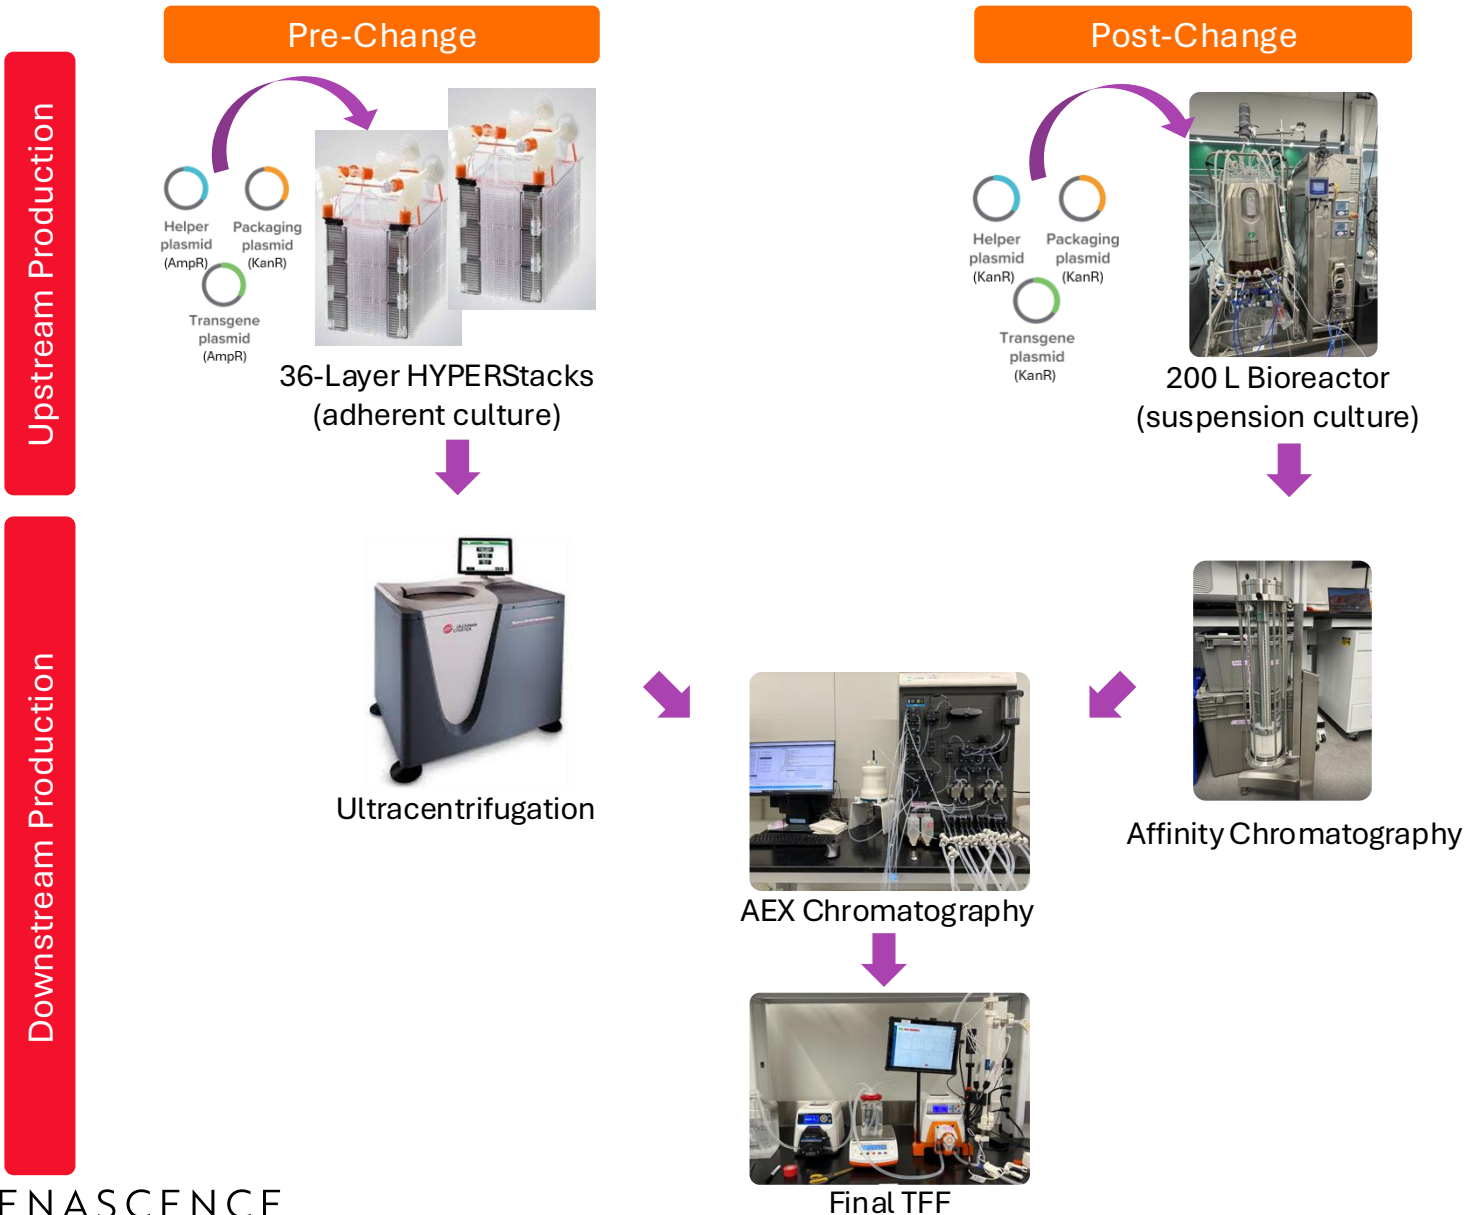 Pre-Change
Post-Change
Upstream Production
Helper
plasmid
(AmpR)
Packaging
plasmid
(KanR)
Transgene
plasmid
(AmpR)
36-Layer HYPERStacks
(adherent culture)
Helper
plasmid
(KanR)
Packaging
plasmid
(KanR)
Transgene
plasmid
(KanR)
200 L Bioreactor
(suspension culture)
Downstream Production
Ultracentrifugation
Affinity Chromatography
AEX Chromatography
Final TFF
ENASCENCE